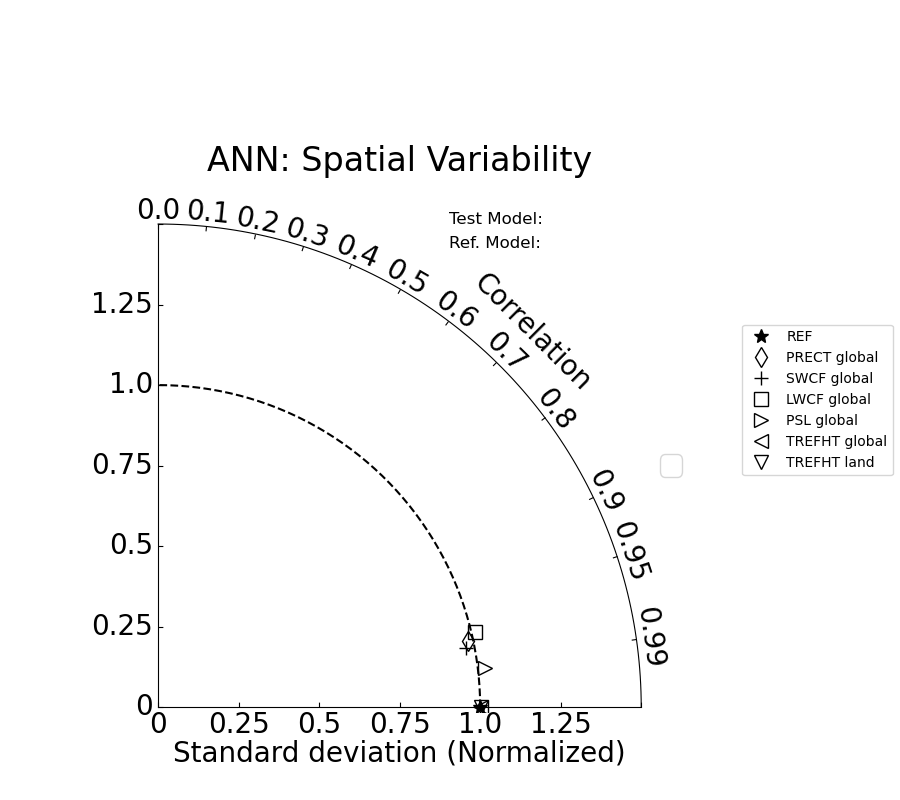 ANN: Spatial Variability
Test Model:
Ref. Model:
0.0
0.1
0.2
0.3
0.4
0.5
0.6
0.7
0.8
0.9
0.95
0.99
Correlation
1.25
1.0
0.75
0.5
0.25
0
0
0.25
0.5
0.75
1.0
1.25
Standard deviation (Normalized)
REF
PRECT global
SWCF global
LWCF global
PSL global
TREFHT global
TREFHT land